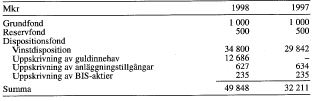 Mkr 1998 1997
Grundfond 1 000 1 000
Reservfond 500 500
Dispositionsfond
Vinstdisposition 34 800 29 842
Uppskrivning av guldinnehav 12 686 –
Uppskrivning av anläggningstillgångar 627 634
Uppskrivning av BIS-aktier 235 235
Summa 49 848 32 211